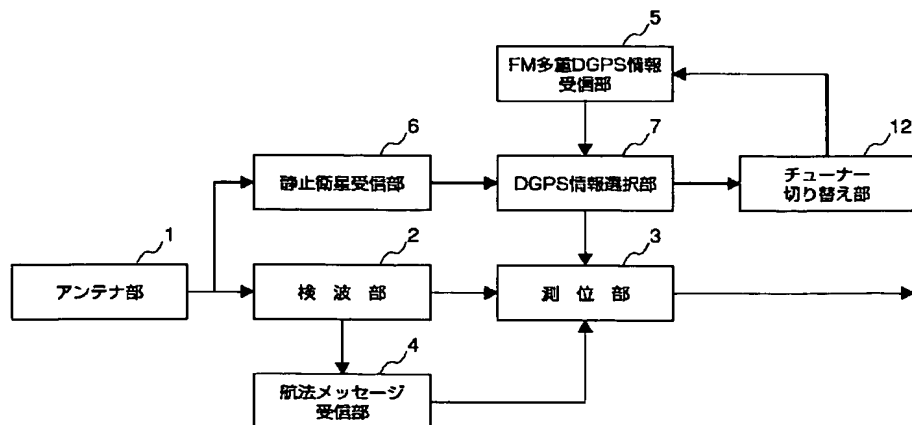 5
FM多重DGPS情報
受信部
6
7
12
静止衛星受信部
DGPS情報選択部
チューナー
切り替え部
1
2
3
アンテナ部
検 波 部
測 位 部
4
航法メッセージ
受信部